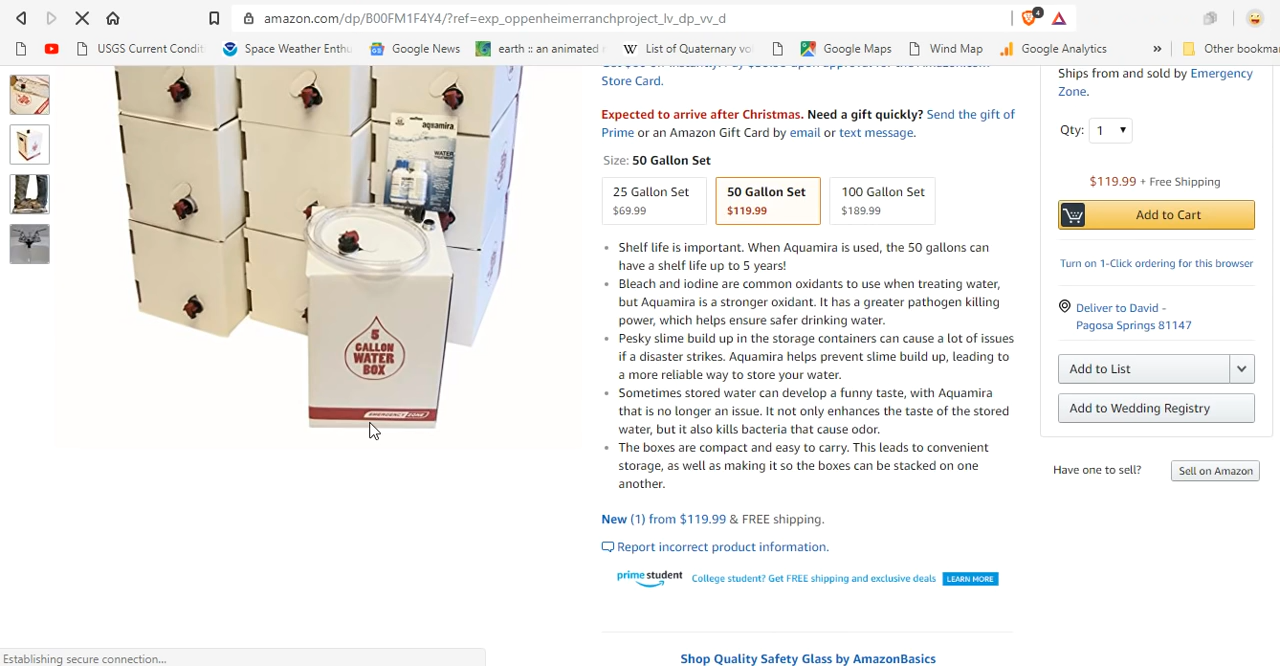 amazon.com/dp/B00FM1F4Y4/?ref=exp_oppenheimerranchproject_lv_dp_vv_d
4
USGS Current Condit
Space Weather Enthu
Google News
earth :: an animated
List of Quaternary vo
Google Maps
Wind Map
Google Analytics
»
Other bookma
Store Card.
Expected to arrive after Christmas. Need a gift quickly? Send the gift of
Prime or an Amazon Gift Card by email or text message.
Size: 50 Gallon Set
25 Gallon Set
$69.99
50 Gallon Set
$119.99
100 Gallon Set
$189.99
• Shelf life is important. When Aquamira is used, the 50 gallons can
have a shelf life up to 5 years!
• Bleach and iodine are common oxidants to use when treating water,
but Aquamira is a stronger oxidant. It has a greater pathogen killing
power, which helps ensure safer drinking water.
• Pesky slime build up in the storage containers can cause a lot of issues
if a disaster strikes. Aquamira helps prevent slime build up, leading to
a more reliable way to store your water.
• Sometimes stored water can develop a funny taste, with Aquamira
that is no longer an issue. It not only enhances the taste of the stored
water, but it also kills bacteria that cause odor.
• The boxes are compact and easy to carry. This leads to convenient
storage, as well as making it so the boxes can be stacked on one
another.
New (1) from $119.99 & FREE shipping.
Report incorrect product information.
prime student College student? Get FREE shipping and exclusive deals LEARN MORE
Shop Quality Safety Glass by AmazonBasics
Ships from and sold by Emergency
Zone.
Qty: 1
$119.99 + Free Shipping
Add to Cart
Turn on 1-Click ordering for this browser
Deliver to David -
Pagosa Springs 81147
Add to List
Add to Wedding Registry
Have one to sell? Sell on Amazon
aquamira
WATER
5
GALLON
WATER
BOX
EMERGENCY ZONE
Establishing secure connection...